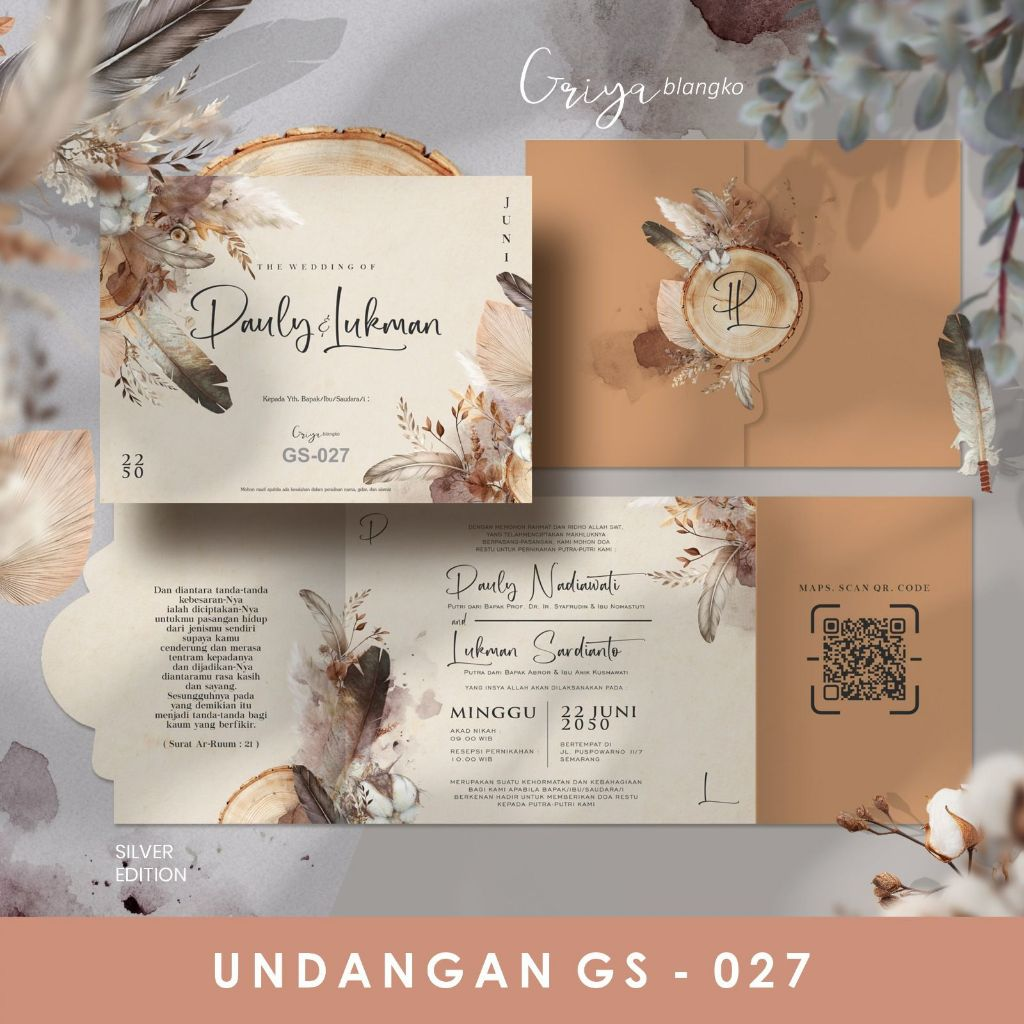 Griya blangko
THE WEDDING OF
Pauly & Lukman
JUNI
Kepada Yth. Bapak/Ibu/Saudara/i :
Griya blangko
GS-027
22
50
Mohon maaf apabila ada kesalahan dalam penulisan nama, gelar, dan alamat
PL
Dan diantara tanda-tanda
kebesaran-Nya
ialah diciptakan-Nya
untukmu pasangan hidup
dari jenismu sendiri
supaya kamu
cenderung dan merasa
tentram kepadanya
dan dijadikan-Nya
diantaramu rasa kasih
dan sayang.
Sesungguhnya pada
yang demikian itu
menjadi tanda-tanda bagi
kaum yang berfikir.
( Surat Ar-Ruum : 21 )
P
DENGAN MEMOHON RAHMAT DAN RIDHO ALLAH SWT,
YANG TELAHMENCIPTAKAN MAKHLUKNYA
BERPASANG-PASANGAN, KAMI MOHON DOA
RESTU UNTUK PERNIKAHAN PUTRA-PUTRI KAMI :
Pauly Nadiawati
PUTRI DARI BAPAK PROF. DR. IR. SYAFRUDIN & IBU NOMASTUTI
and
Lukman Sardianto
PUTRA DARI BAPAK ABROR & IBU ANIK KUSMAWATI
YANG INSYA ALLAH AKAN DILAKSANAKAN PADA :
MINGGU
AKAD NIKAH :
09.00 WIB
RESEPSI PERNIKAHAN :
10.00 WIB
22 JUNI
2050
BERTEMPAT DI
JL. PUSPOWARNO II/7
SEMARANG
MERUPAKAN SUATU KEHORMATAN DAN KEBAHAGIAAN
BAGI KAMI APABILA BAPAK/IBU/SAUDARA/I
BERKENAN HADIR UNTUK MEMBERIKAN DOA RESTU
KEPADA PUTRA-PUTRI KAMI
L
MAPS. SCAN QR. CODE
SILVER
EDITION
UNDANGAN GS - 027